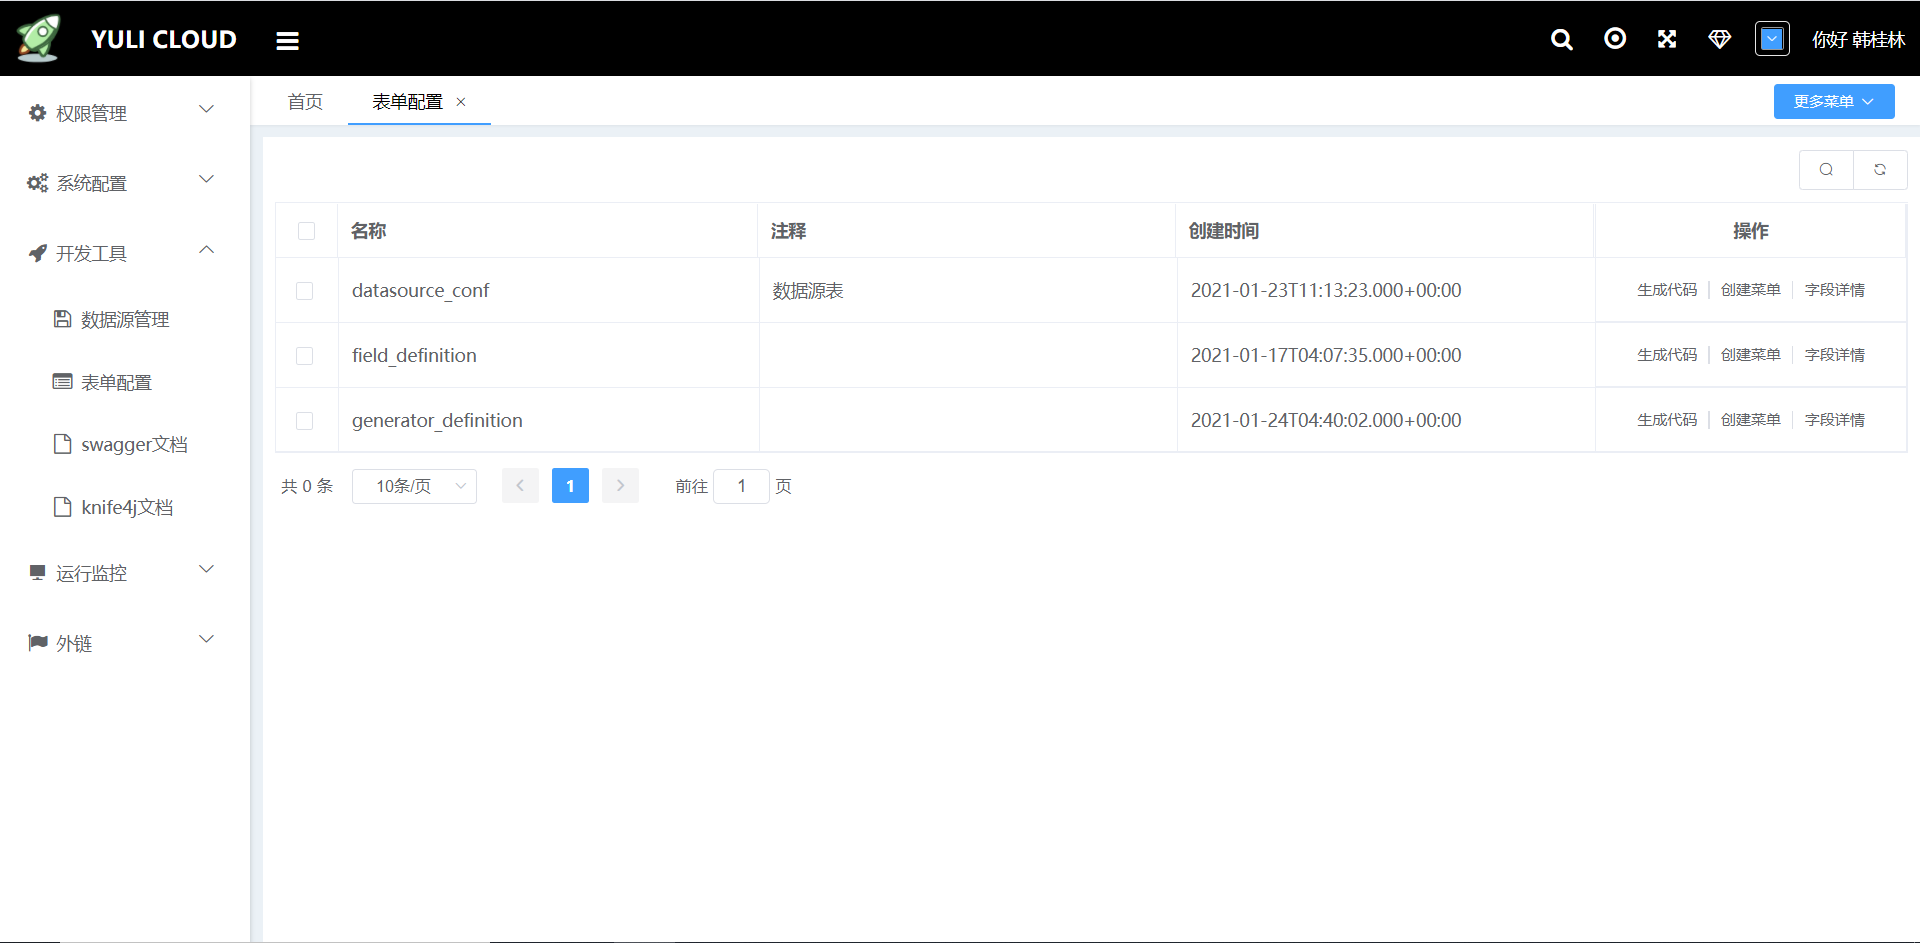 YULI CLOUD
你好 韩桂林
权限管理
系统配置
开发工具
数据源管理
表单配置
swagger文档
knife4j文档
运行监控
外链
首页 表单配置
更多菜单
名称 注释 创建时间 操作
datasource_conf 数据源表 2021-01-23T11:13:23.000+00:00 生成代码 创建菜单 字段详情
field_definition 2021-01-17T04:07:35.000+00:00 生成代码 创建菜单 字段详情
generator_definition 2021-01-24T04:40:02.000+00:00 生成代码 创建菜单 字段详情
共 0 条 10条/页 1 前往 1 页